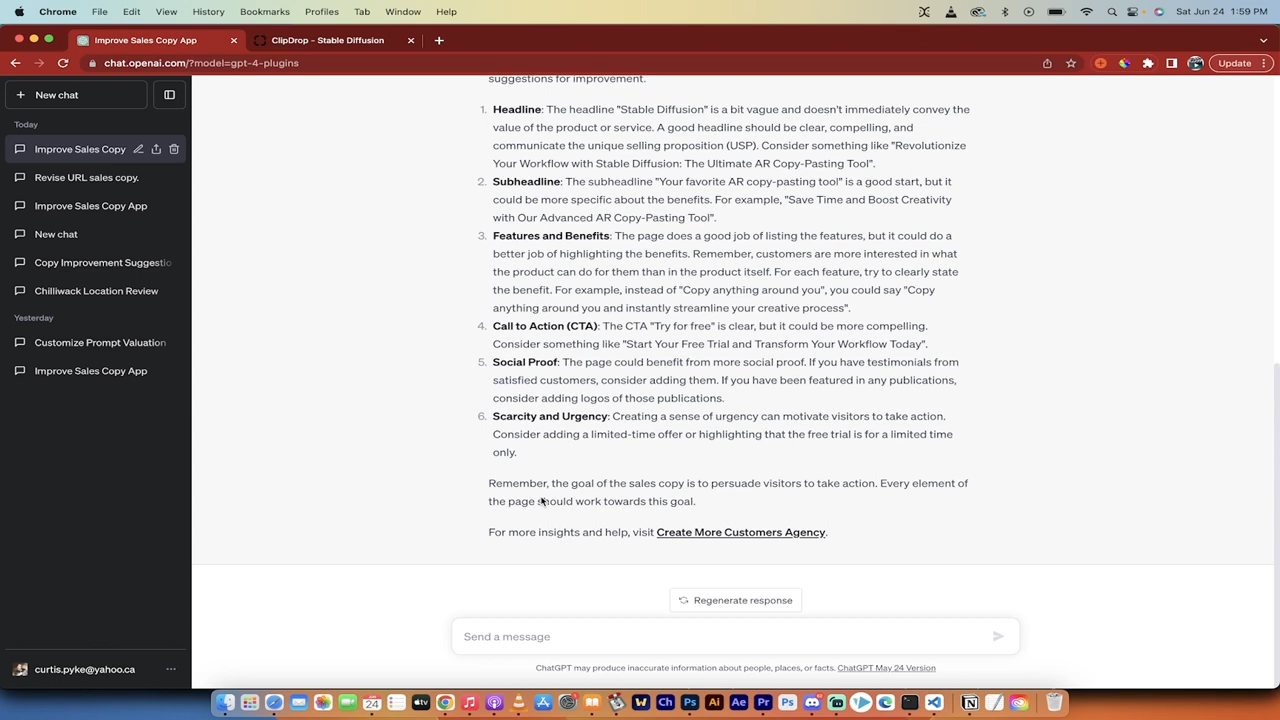 Chrome File Edit View History Bookmarks Profiles Tab Window Help Sat Jun 24 1:59 PM
Improve Sales Copy App ClipDrop - Stable Diffusion
chat.openai.com/?model=gpt-4-plugins Update
New chat
Today
Improve Sales Copy
Revise URL sales copy.
Improve Sales Copy App
New chat
Copy Improvement Suggestio
Chilliwack Location Review
Yesterday
Customize Prompt Valuation
Improve Sales Copy App
curtis.pyke@yahoo.ca
suggestions for improvement.
1. Headline: The headline "Stable Diffusion" is a bit vague and doesn't immediately convey the
value of the product or service. A good headline should be clear, compelling, and
communicate the unique selling proposition (USP). Consider something like "Revolutionize
Your Workflow with Stable Diffusion: The Ultimate AR Copy-Pasting Tool".
2. Subheadline: The subheadline "Your favorite AR copy-pasting tool" is a good start, but it
could be more specific about the benefits. For example, "Save Time and Boost Creativity
with Our Advanced AR Copy-Pasting Tool".
3. Features and Benefits: The page does a good job of listing the features, but it could do a
better job of highlighting the benefits. Remember, customers are more interested in what
the product can do for them than in the product itself. For each feature, try to clearly state
the benefit. For example, instead of "Copy anything around you", you could say "Copy
anything around you and instantly streamline your creative process".
4. Call to Action (CTA): The CTA "Try for free" is clear, but it could be more compelling.
Consider something like "Start Your Free Trial and Transform Your Workflow Today".
5. Social Proof: The page could benefit from more social proof. If you have testimonials from
satisfied customers, consider adding them. If you have been featured in any publications,
consider adding logos of those publications.
6. Scarcity and Urgency: Creating a sense of urgency can motivate visitors to take action.
Consider adding a limited-time offer or highlighting that the free trial is for a limited time
only.
Remember, the goal of the sales copy is to persuade visitors to take action. Every element of
the page should work towards this goal.
For more insights and help, visit Create More Customers Agency.
Regenerate response
Send a message
ChatGPT may produce inaccurate information about people, places, or facts. ChatGPT May 24 Version